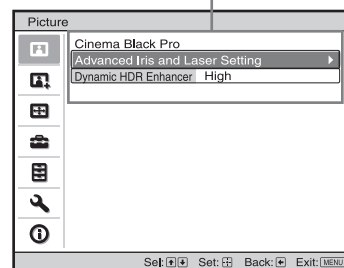 Picture
Cinema Black Pro
Advanced Iris and Laser Setting
Dynamic HDR Enhancer High
Sel: Set: Back: Exit: MENU